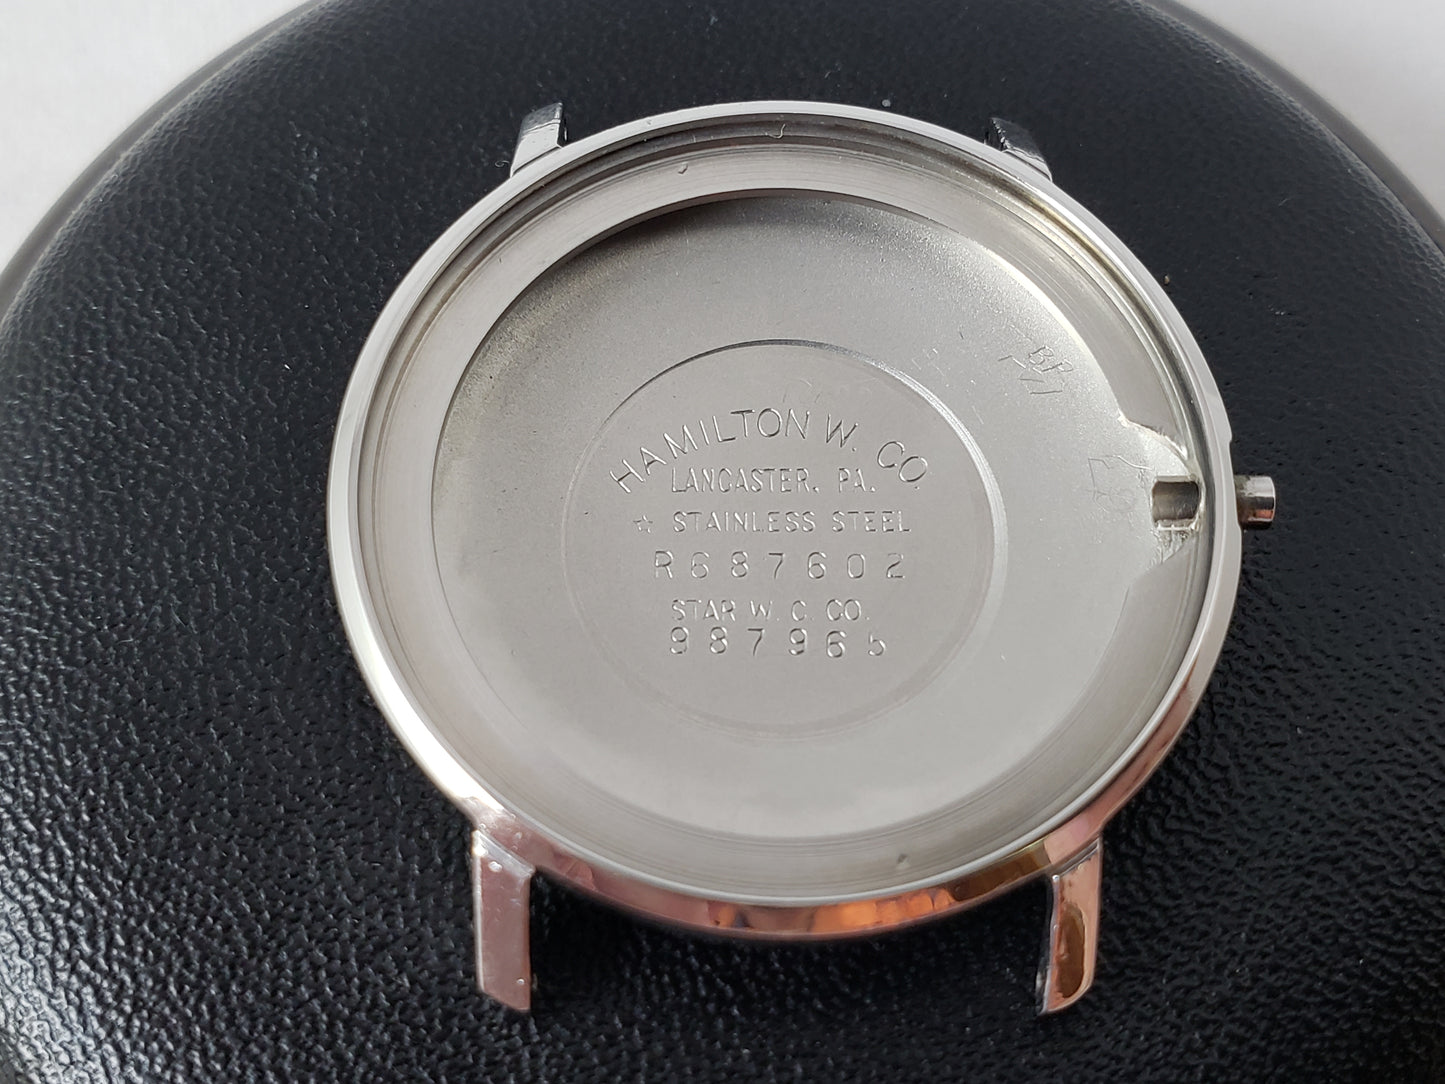 HAMILTON W. CO.
LANCASTER, PA.
☆ STAINLESS STEEL
R687602
STAR W. C. CO.
987965